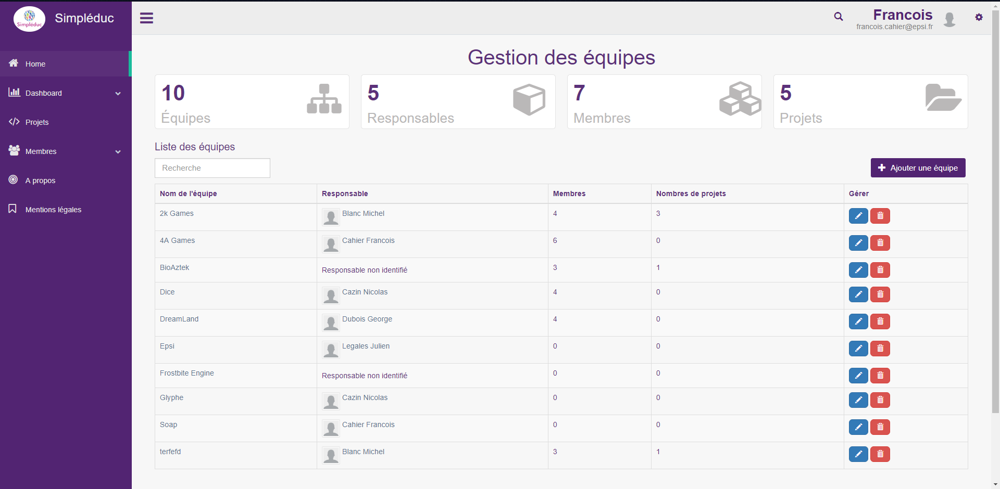 Simpléduc
Simpléduc
Francois
francois.cahier@epsi.fr
Home
Dashboard
Projets
Membres
A propos
Mentions légales
Gestion des équipes
10
Équipes
5
Responsables
7
Membres
5
Projets
Liste des équipes
Recherche
Ajouter une équipe
Nom de l'équipe Responsable Membres Nombres de projets Gérer
2k Games Blanc Michel 4 3
4A Games Cahier Francois 6 0
BioAztek Responsable non identifié 3 1
Dice Cazin Nicolas 4 0
DreamLand Dubois George 4 0
Epsi Legales Julien 0 0
Frostbite Engine Responsable non identifié 0 0
Glyphe Cazin Nicolas 0 0
Soap Cahier Francois 0 0
terfefd Blanc Michel 3 1